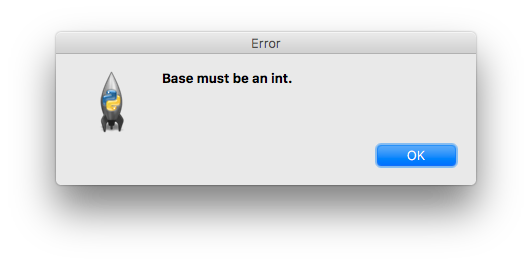 Error
Base must be an int.
OK